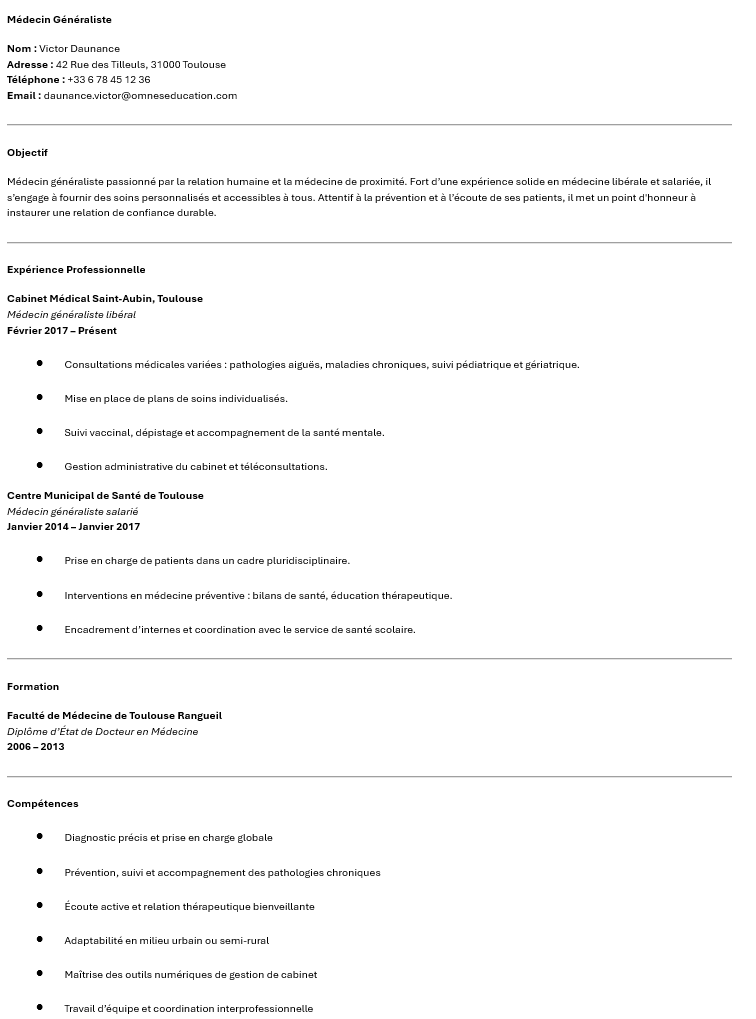 Médecin Généraliste
Nom : Victor Daunance
Adresse : 42 Rue des Tilleuls, 31000 Toulouse
Téléphone : +33 6 78 45 12 36
Email : daunance.victor@omneseducation.com
Objectif
Médecin généraliste passionné par la relation humaine et la médecine de proximité. Fort d’une expérience solide en médecine libérale et salariée, il
s’engage à fournir des soins personnalisés et accessibles à tous. Attentif à la prévention et à l’écoute de ses patients, il met un point d'honneur à
instaurer une relation de confiance durable.
Expérience Professionnelle
Cabinet Médical Saint-Aubin, Toulouse
Médecin généraliste libéral
Février 2017 – Présent
● Consultations médicales variées : pathologies aiguës, maladies chroniques, suivi pédiatrique et gériatrique.
● Mise en place de plans de soins individualisés.
● Suivi vaccinal, dépistage et accompagnement de la santé mentale.
● Gestion administrative du cabinet et téléconsultations.
Centre Municipal de Santé de Toulouse
Médecin généraliste salarié
Janvier 2014 – Janvier 2017
● Prise en charge de patients dans un cadre pluridisciplinaire.
● Interventions en médecine préventive : bilans de santé, éducation thérapeutique.
● Encadrement d’internes et coordination avec le service de santé scolaire.
Formation
Faculté de Médecine de Toulouse Rangueil
Diplôme d’État de Docteur en Médecine
2006 – 2013
Compétences
● Diagnostic précis et prise en charge globale
● Prévention, suivi et accompagnement des pathologies chroniques
● Écoute active et relation thérapeutique bienveillante
● Adaptabilité en milieu urbain ou semi-rural
● Maîtrise des outils numériques de gestion de cabinet
● Travail d’équipe et coordination interprofessionnelle